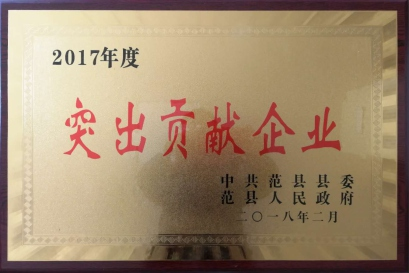 2017年度
突出贡献企业
中共范县县委
范县人民政府
二〇一八年二月